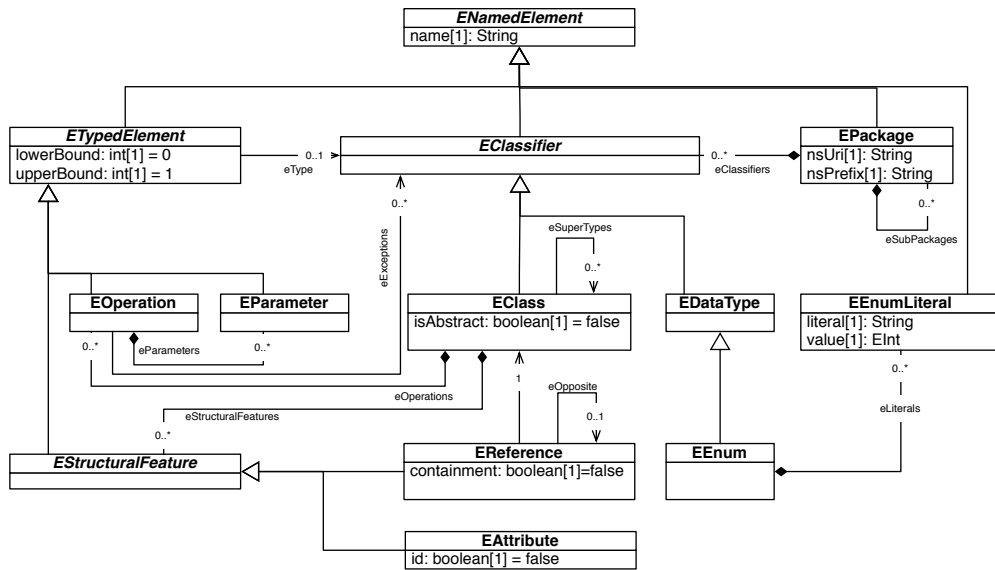 ENamedElement
name[1]: String
ETypedElement
lowerBound: int[1] = 0
upperBound: int[1] = 1
0..1
eType
EClassifier
0..*
eClassifiers
EPackage
nsUri[1]: String
nsPrefix[1]: String
0..*
eSubPackages
0..*
eExceptions
eSuperTypes
0..*
EOperation
EParameter
0..*
eParameters
0..*
EClass
isAbstract: boolean[1] = false
EDataType
EEnumLiteral
literal[1]: String
value[1]: EInt
0..*
eLiterals
eOperations
1
eOpposite
0..1
eStructuralFeatures
0..*
EStructuralFeature
EReference
containment: boolean[1]=false
EEnum
EAttribute
id: boolean[1] = false